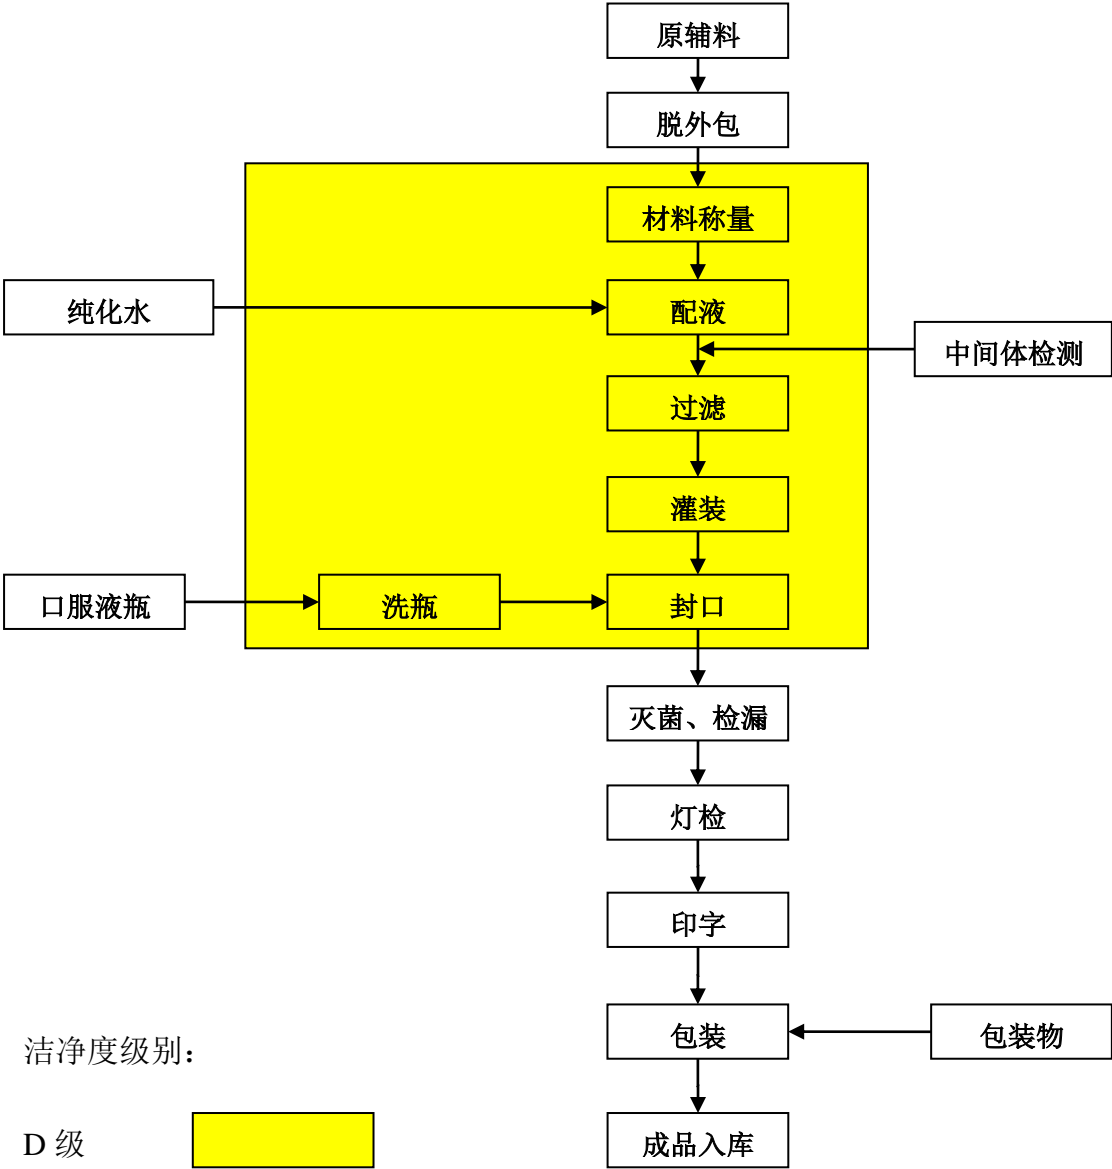 原辅料
脱外包
材料称量
纯化水
配液
中间体检测
过滤
灌装
口服液瓶
洗瓶
封口
灭菌、检漏
灯检
印字
包装
包装物
洁净度级别：
D 级
成品入库